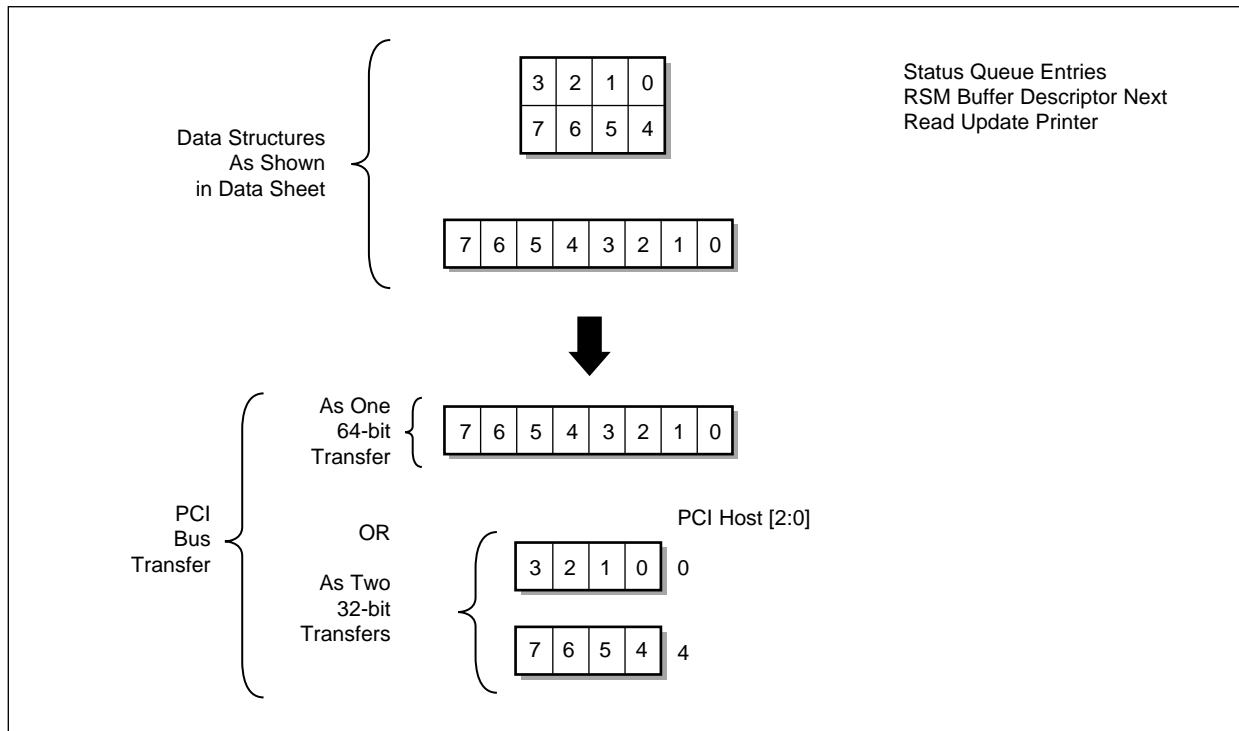 3 2 1 0
7 6 5 4
Status Queue Entries
RSM Buffer Descriptor Next
Read Update Printer
Data Structures
As Shown
in Data Sheet
7 6 5 4 3 2 1 0
As One
64-bit
Transfer
7 6 5 4 3 2 1 0
PCI
Bus
Transfer
OR
PCI Host [2:0]
As Two
32-bit
Transfers
3 2 1 0 0
7 6 5 4 4